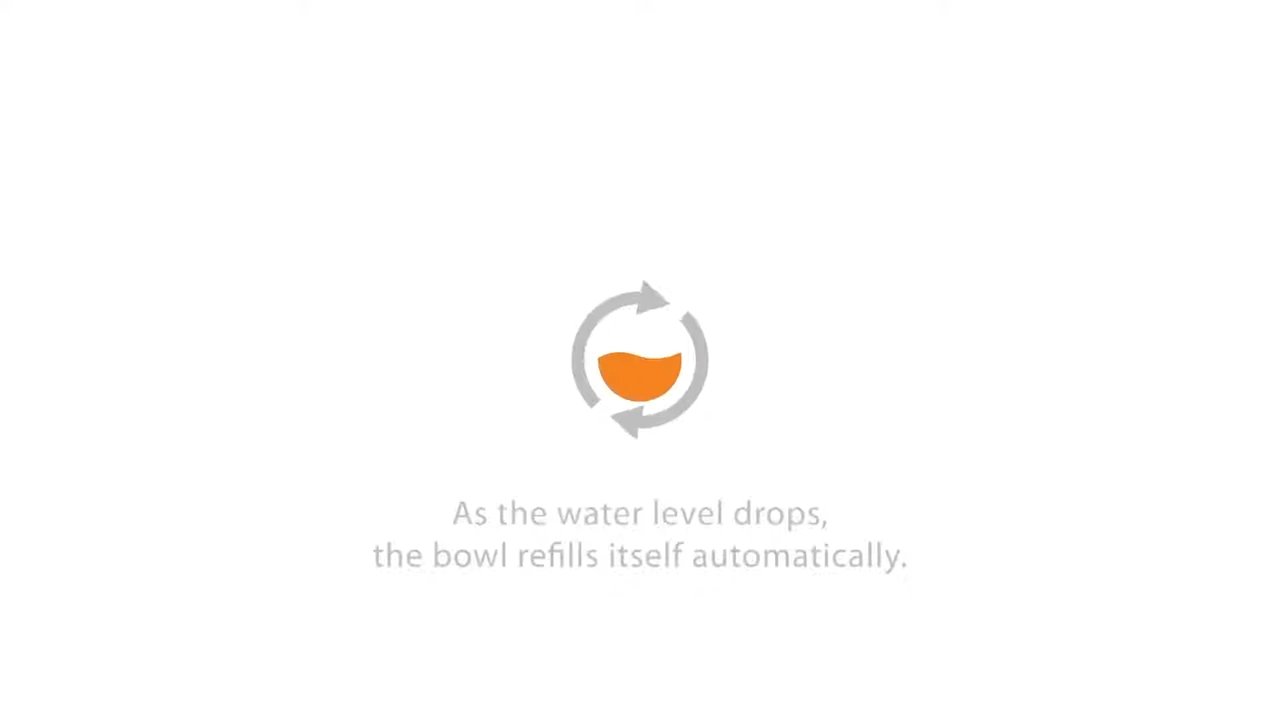 As the water level drops,
the bowl refills itself automatically.